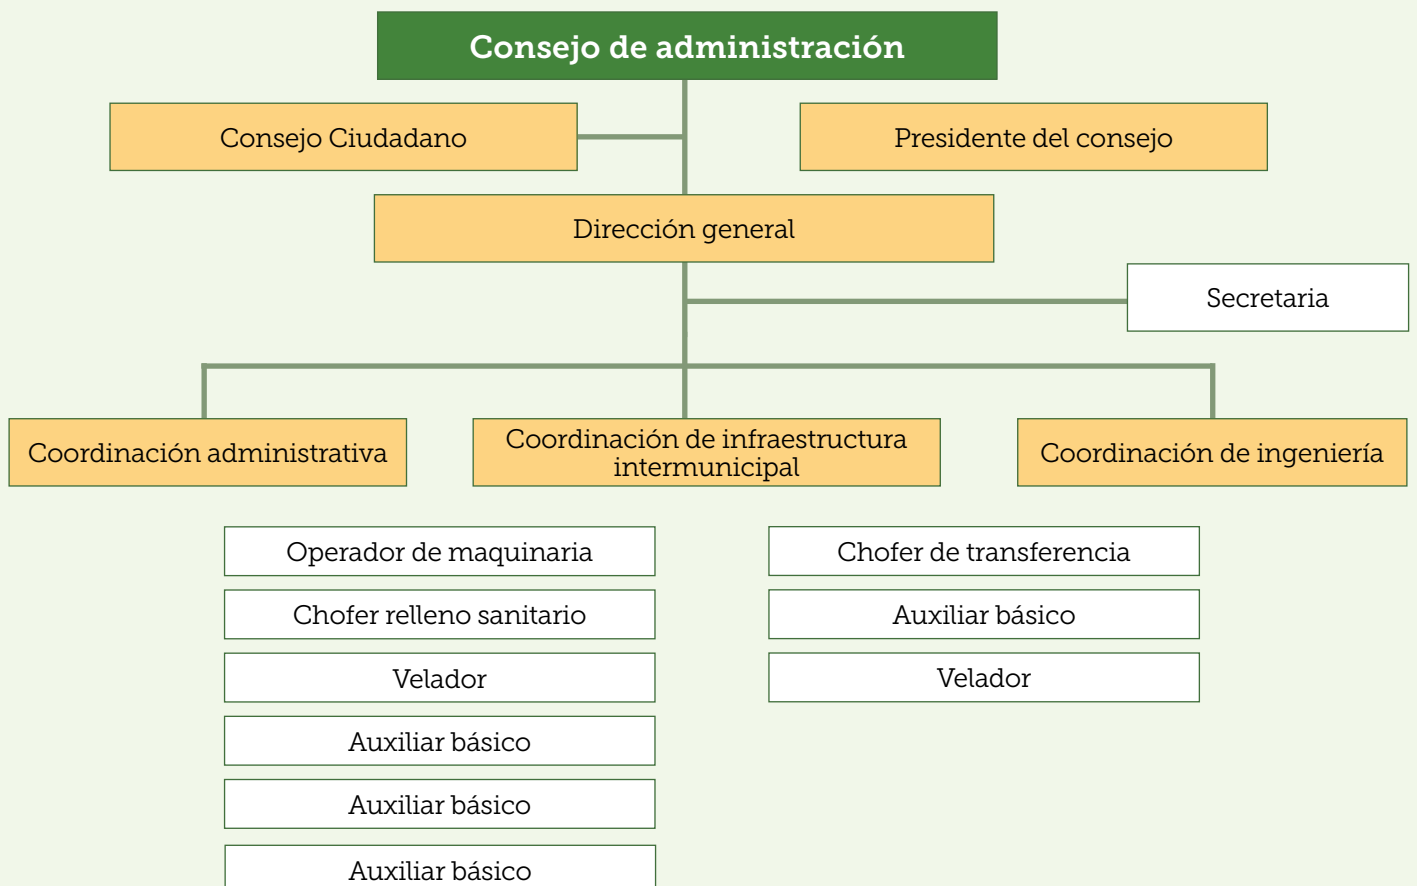 Consejo de administración
Consejo Ciudadano
Presidente del consejo
Dirección general
Secretaria
Coordinación administrativa
Coordinación de infraestructura
intermunicipal
Coordinación de ingeniería
Operador de maquinaria
Chofer relleno sanitario
Velador
Auxiliar básico
Auxiliar básico
Auxiliar básico
Chofer de transferencia
Auxiliar básico
Velador